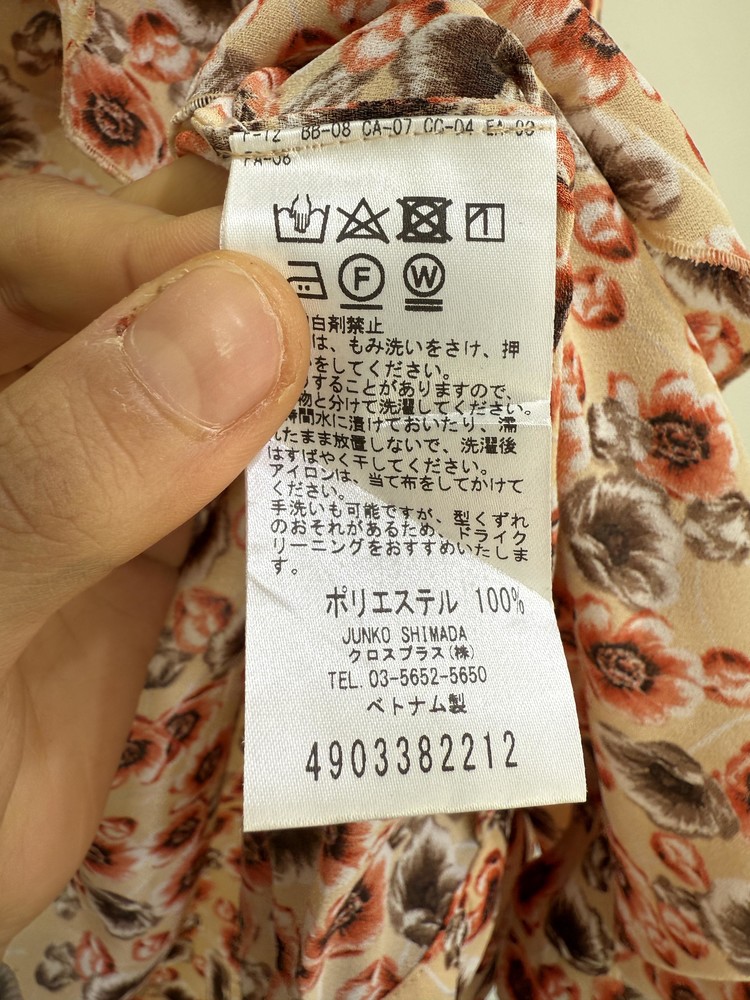 F-12 BB-08 CA-07 CC-04 EA-03
FA-08
F
W
白剤禁止
は、もみ洗いをさけ、押
をしてください。
することがありますので、
物と分けて洗濯してください。
時間水に漬けておいたり、濡
たまま放置しないで、洗濯後
はすばやく干してください。
アイロンは、当て布をしてかけて
ください。
手洗いも可能ですが、型くずれ
のおそれがあるため、ドライク
リーニングをおすすめいたしま
す。
ポリエステル 100%
JUNKO SHIMADA
クロスプラス(株)
TEL.03-5652-5650
ベトナム製
4903382212